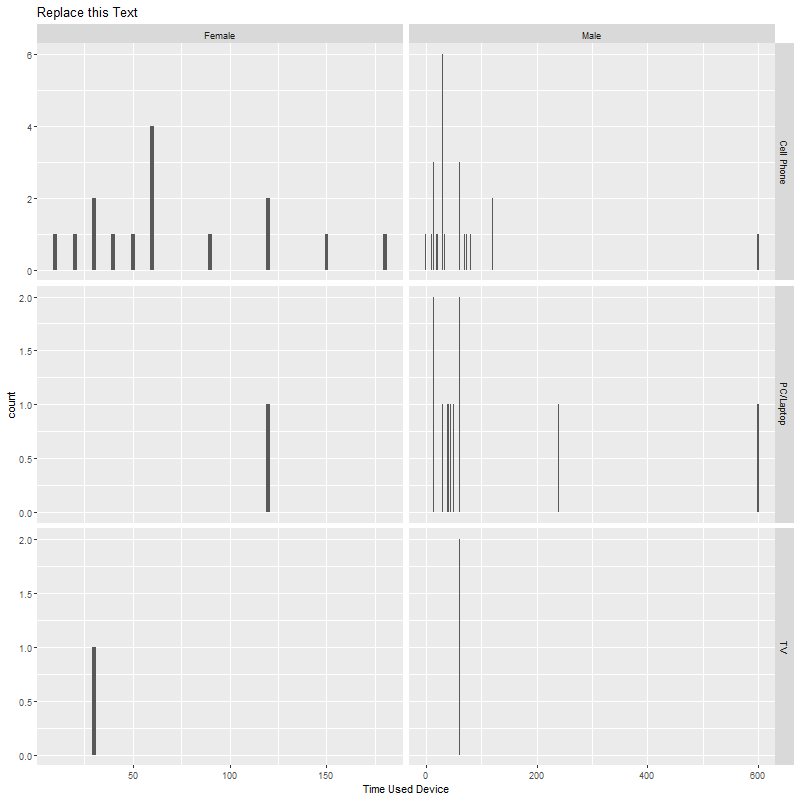 Replace this Text
Female
Male
6
4
2
0
Cell Phone
2.0
1.5
1.0
0.5
0.0
PC/Laptop
count
2.0
1.5
1.0
0.5
0.0
TV
50
100
150
0
200
400
600
Time Used Device